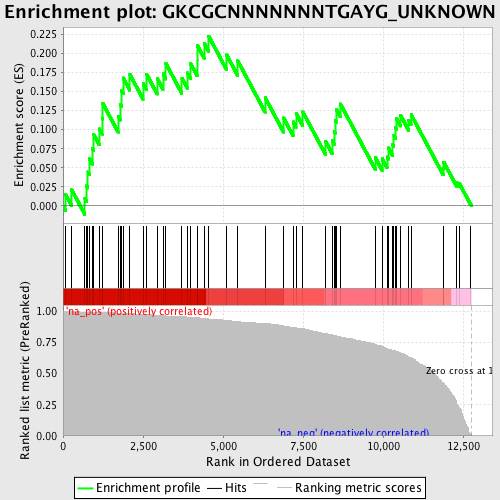 Enrichment plot: GKCGCNNNNNNNTGAYG_UNKNOWN
Enrichment score (ES)
0.225
0.200
0.175
0.150
0.125
0.100
0.075
0.050
0.025
0.000
'na_pos' (positively correlated)
Ranked list metric (PreRanked)
1.00
0.75
0.50
0.25
0.00
Zero cross at 1
'na_neg' (negatively correlated)
0
2,500
5,000
7,500
10,000
12,500
Rank in Ordered Dataset
Enrichment profile
Hits
Ranking metric scores